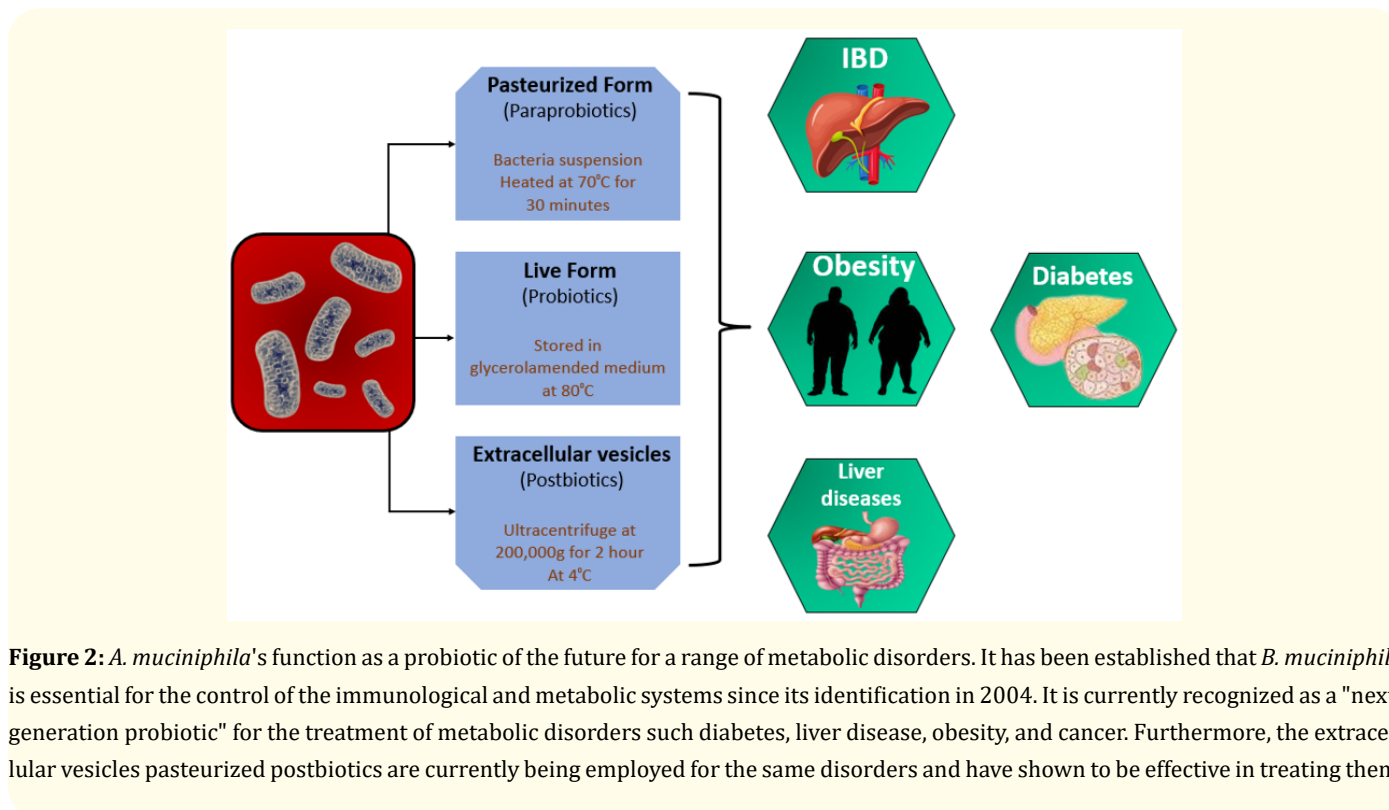 Pasteurized Form
(Paraprobiotics)
Bacteria suspension
Heated at 70°C for
30 minutes
Live Form
(Probiotics)
Stored in
glycerolamended medium
at 80°C
Extracellular vesicles
(Postbiotics)
Ultracentrifuge at
200,000g for 2 hour
At 4°C
IBD
Obesity
Diabetes
Liver
diseases
Figure 2: A. muciniphila's function as a probiotic of the future for a range of metabolic disorders. It has been established that B. muciniphil
is essential for the control of the immunological and metabolic systems since its identification in 2004. It is currently recognized as a "nex
generation probiotic" for the treatment of metabolic disorders such diabetes, liver disease, obesity, and cancer. Furthermore, the extrace
lular vesicles pasteurized postbiotics are currently being employed for the same disorders and have shown to be effective in treating then